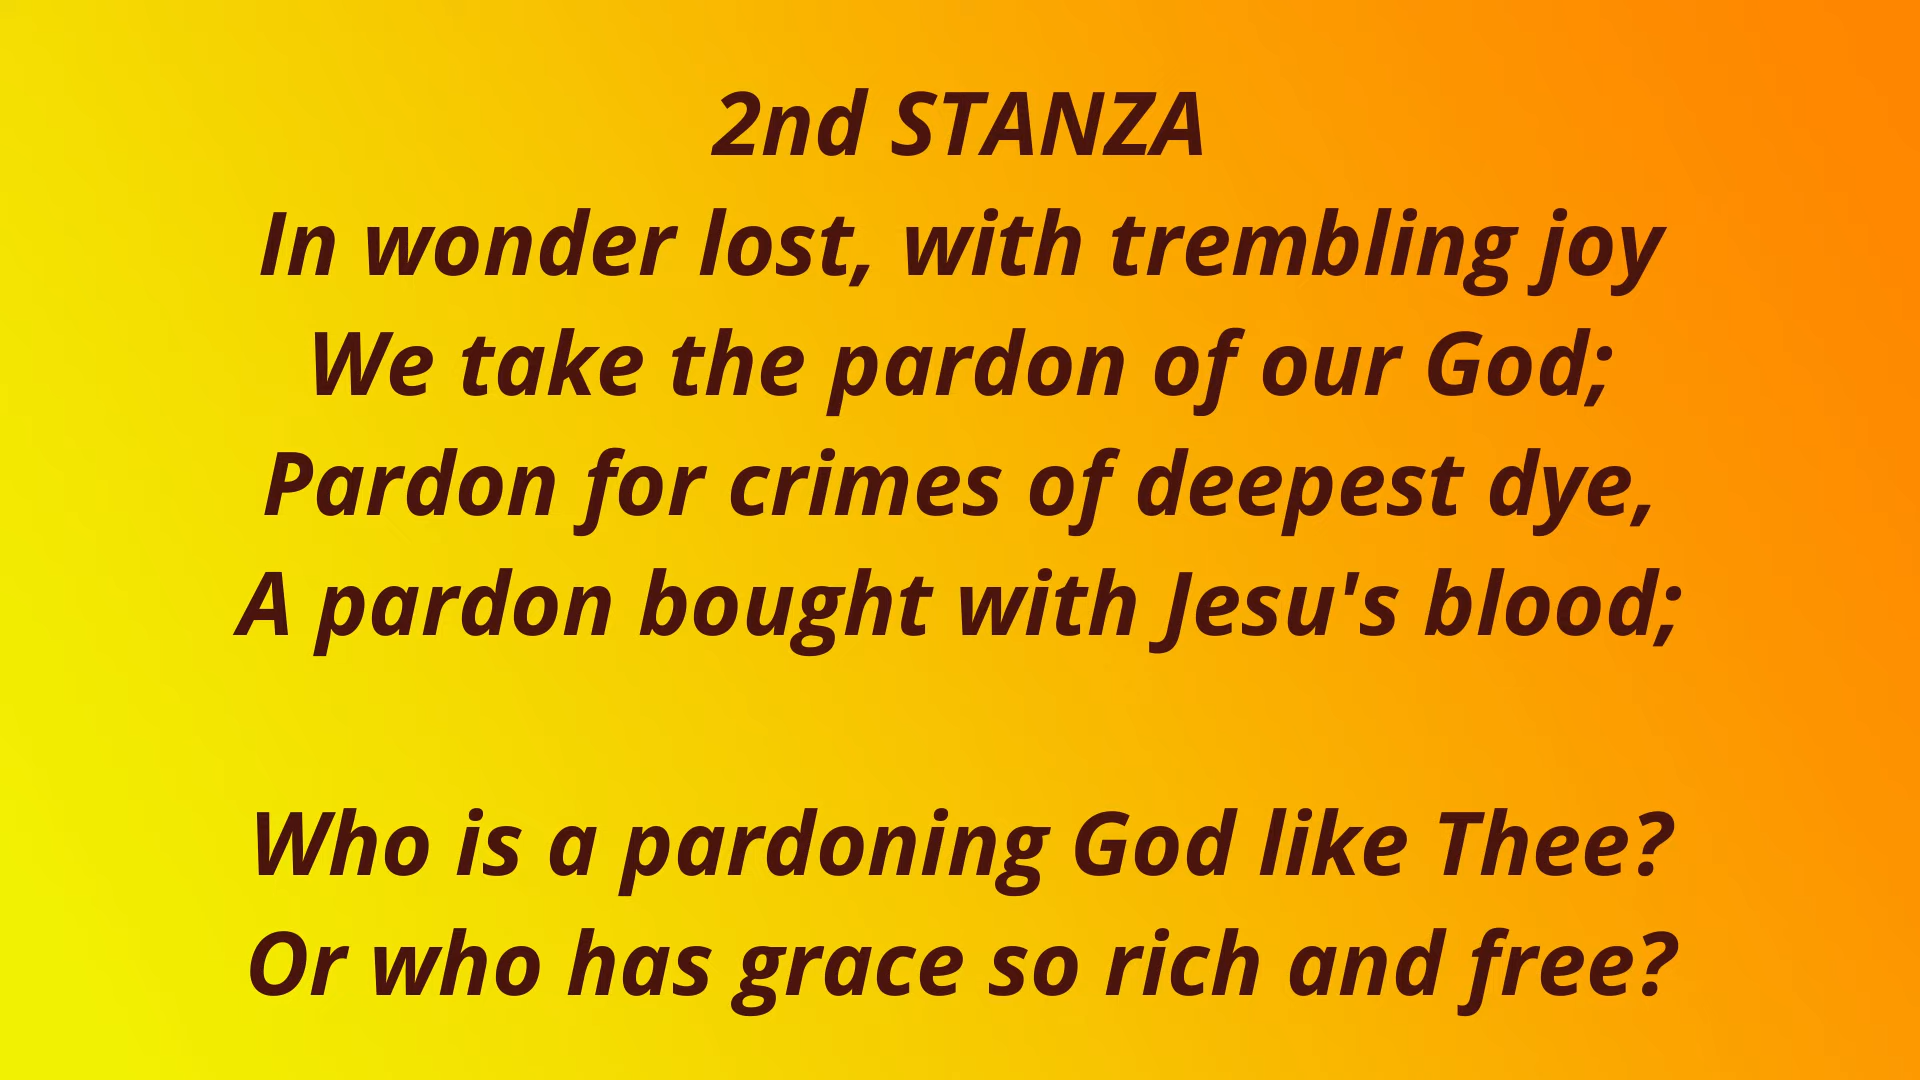 2nd STANZA
In wonder lost, with trembling joy
We take the pardon of our God;
Pardon for crimes of deepest dye,
A pardon bought with Jesu's blood;
Who is a pardoning God like Thee?
Or who has grace so rich and free?